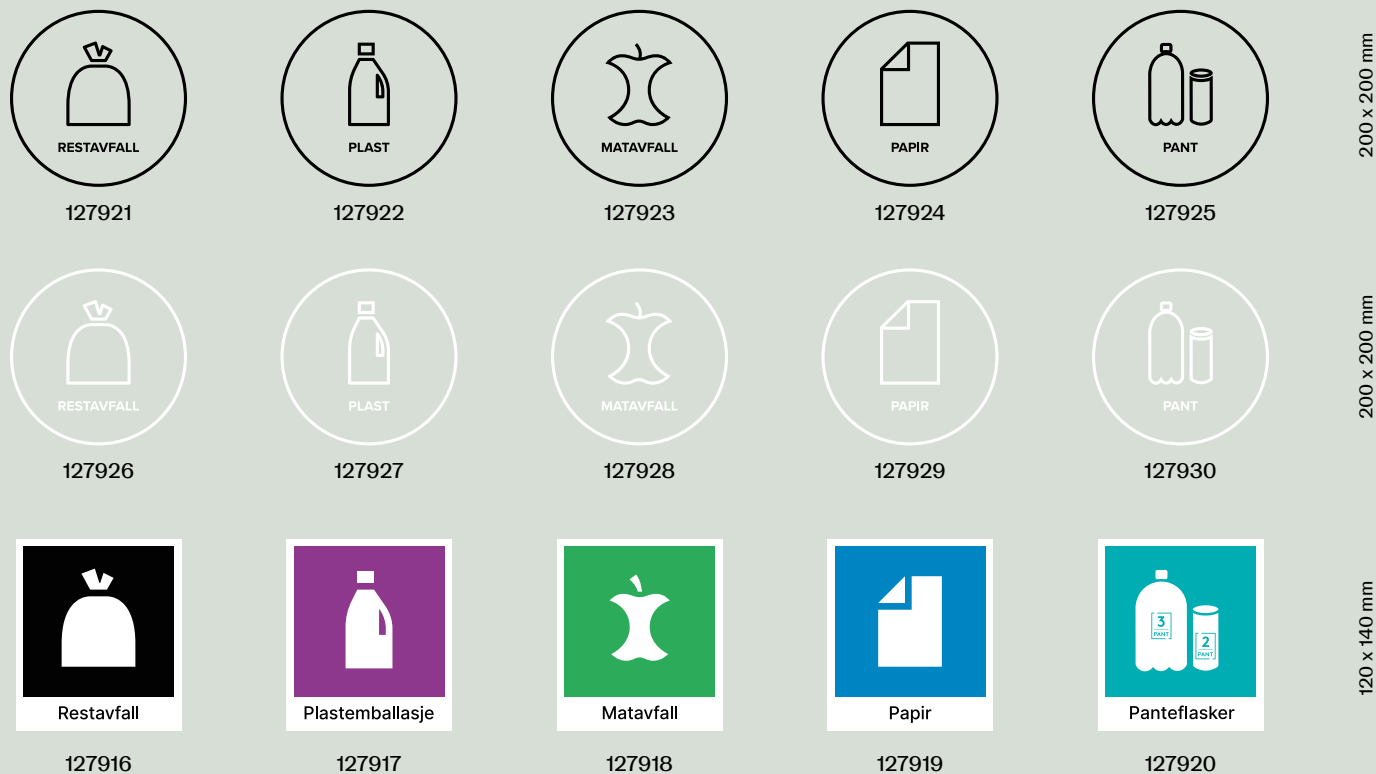 RESTAVFALL PLAST MATAVFALL PAPIR PANT
127921 127922 127923 127924 127925
200 x 200 mm
RESTAVFALL PLAST MATAVFALL PAPIR PANT
127926 127927 127928 127929 127930
200 x 200 mm
3
PANT
2
PANT
Restavfall Plastemballasje Matavfall Papir Panteflasker
127916 127917 127918 127919 127920
120 x 140 mm